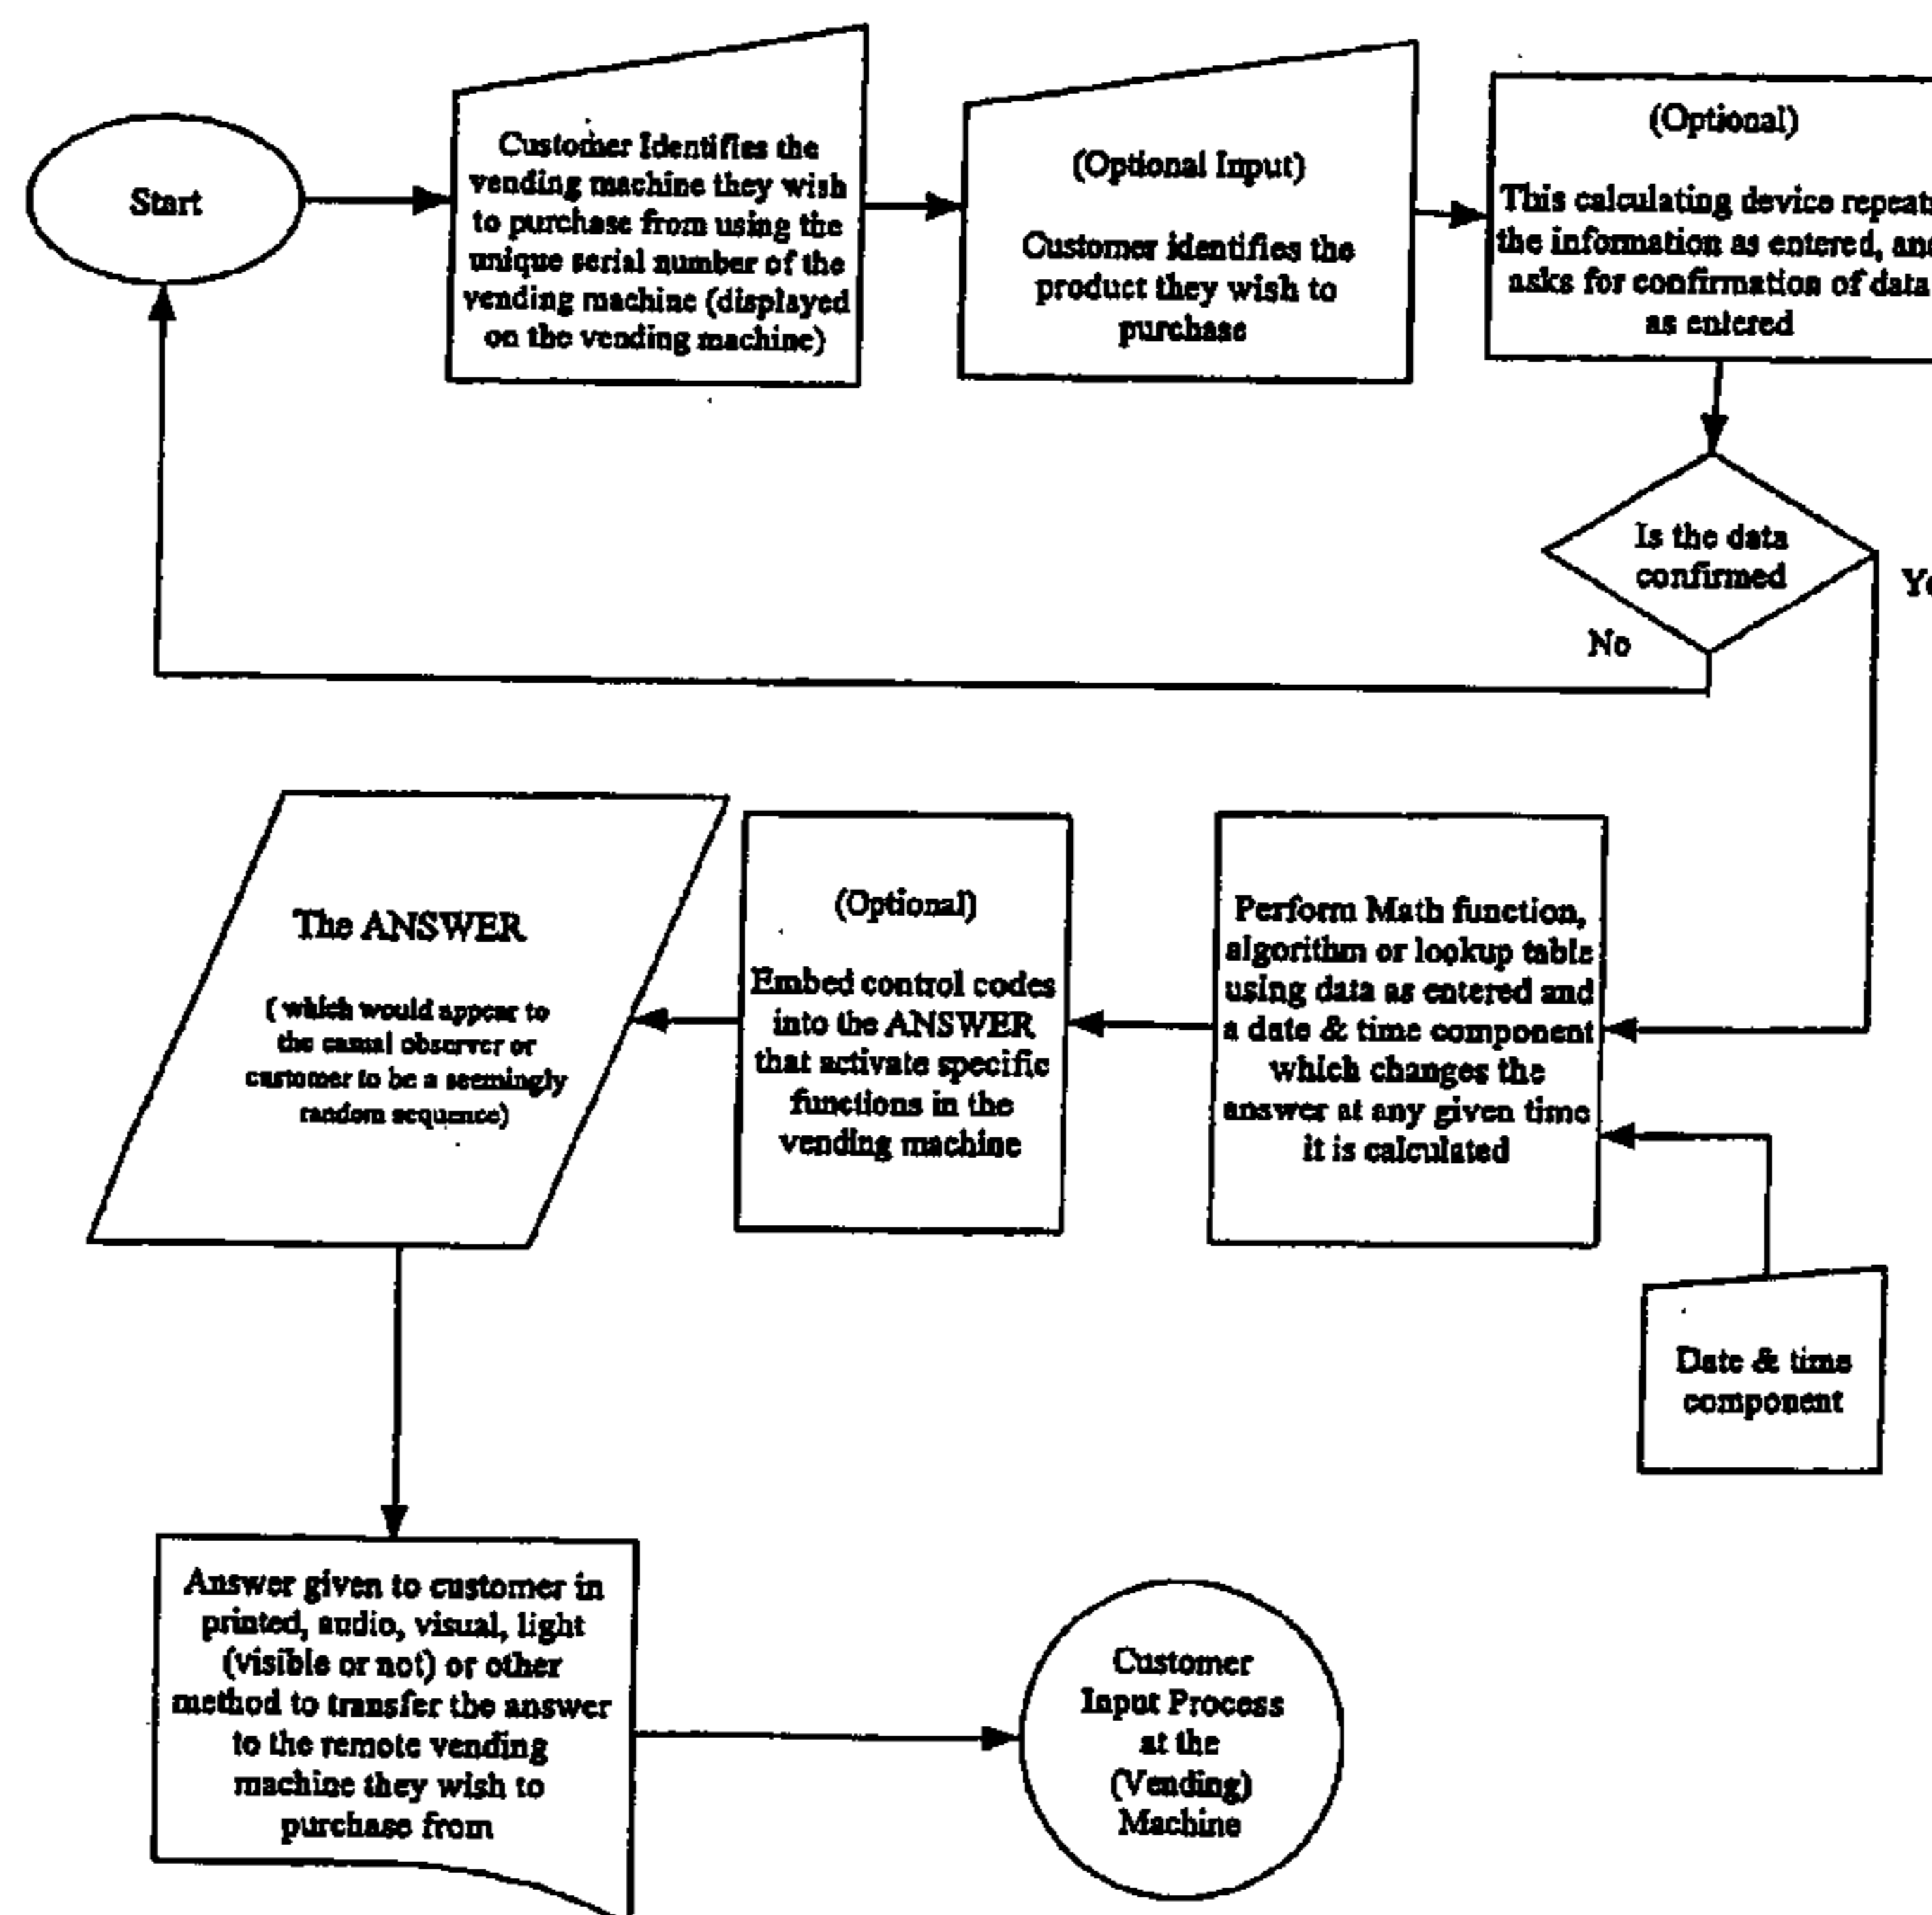 Start
Customer Identifies the
vending machine they wish
to purchase from using the
unique serial number of the
vending machine (displayed
on the vending machine)
(Optional Input)
Customer identifies the
product they wish to
purchase
(Optional)
This calculating device repeats
the information as entered, and
asks for confirmation of data
as entered
Is the data
confirmed
Ye
No
The ANSWER
( which would appear to
the casual observer or
customer to be a seemingly
random sequence)
(Optional)
Embed control codes
into the ANSWER
that activate specific
functions in the
vending machine
Perform Math function,
algorithm or lookup table
using data as entered and
a date & time component
which changes the
answer at any given time
it is calculated
Date & time
component
Answer given to customer in
printed, audio, visual, light
(visible or not) or other
method to transfer the answer
to the remote vending
machine they wish to
purchase from
Customer
Input Process
at the
(Vending)
Machine